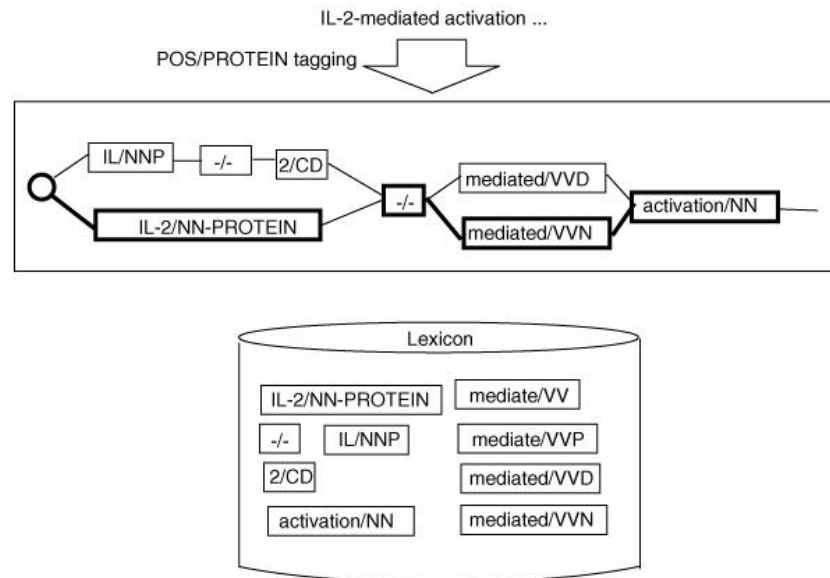 IL-2-mediated activation ...
POS/PROTEIN tagging
IL/NNP -/- 2/CD
mediated/VVD
-/-
activation/NN
IL-2/NN-PROTEIN
mediated/VVN
Lexicon
IL-2/NN-PROTEIN mediate/VV
-/- IL/NNP mediate/VVP
2/CD mediated/VVD
activation/NN mediated/VVN